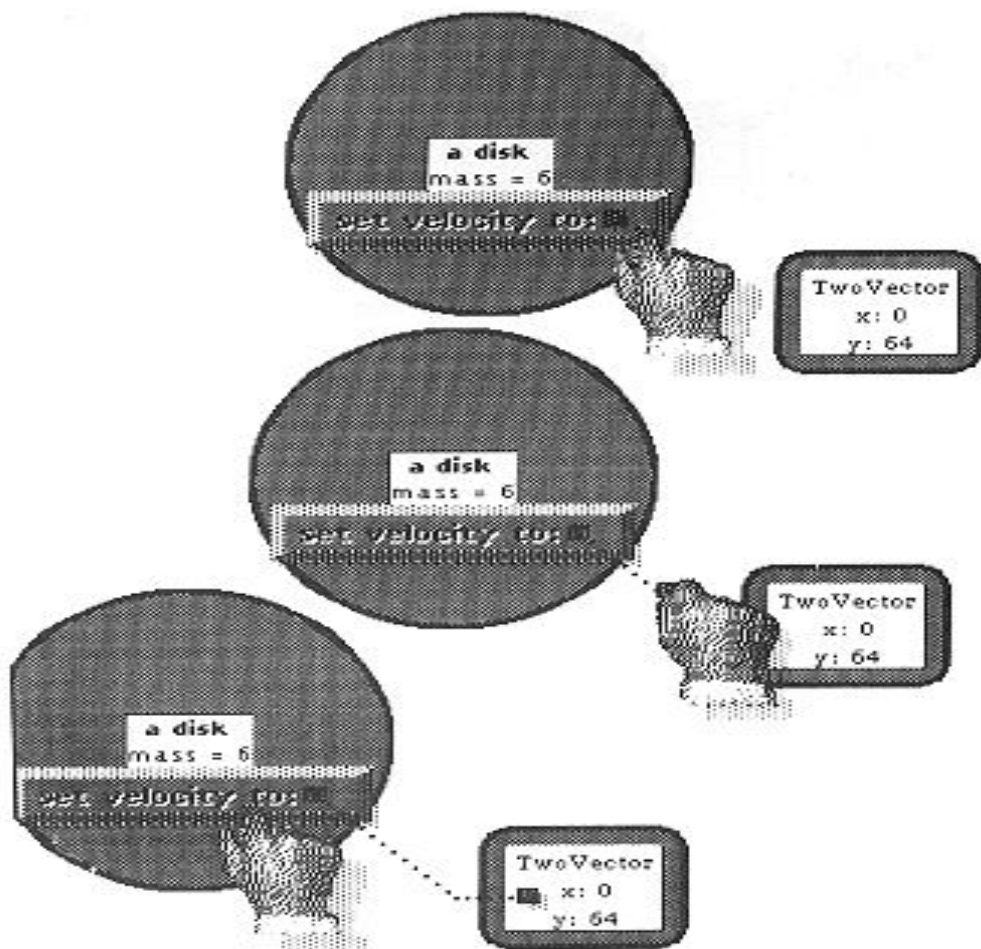 a disk
mass = 6
set velocity to:
TwoVector
x: 0
y: 64
a disk
mass = 6
set velocity to:
TwoVector
x: 0
y: 64
a disk
mass = 6
set velocity to:
TwoVector
x: 0
y: 64